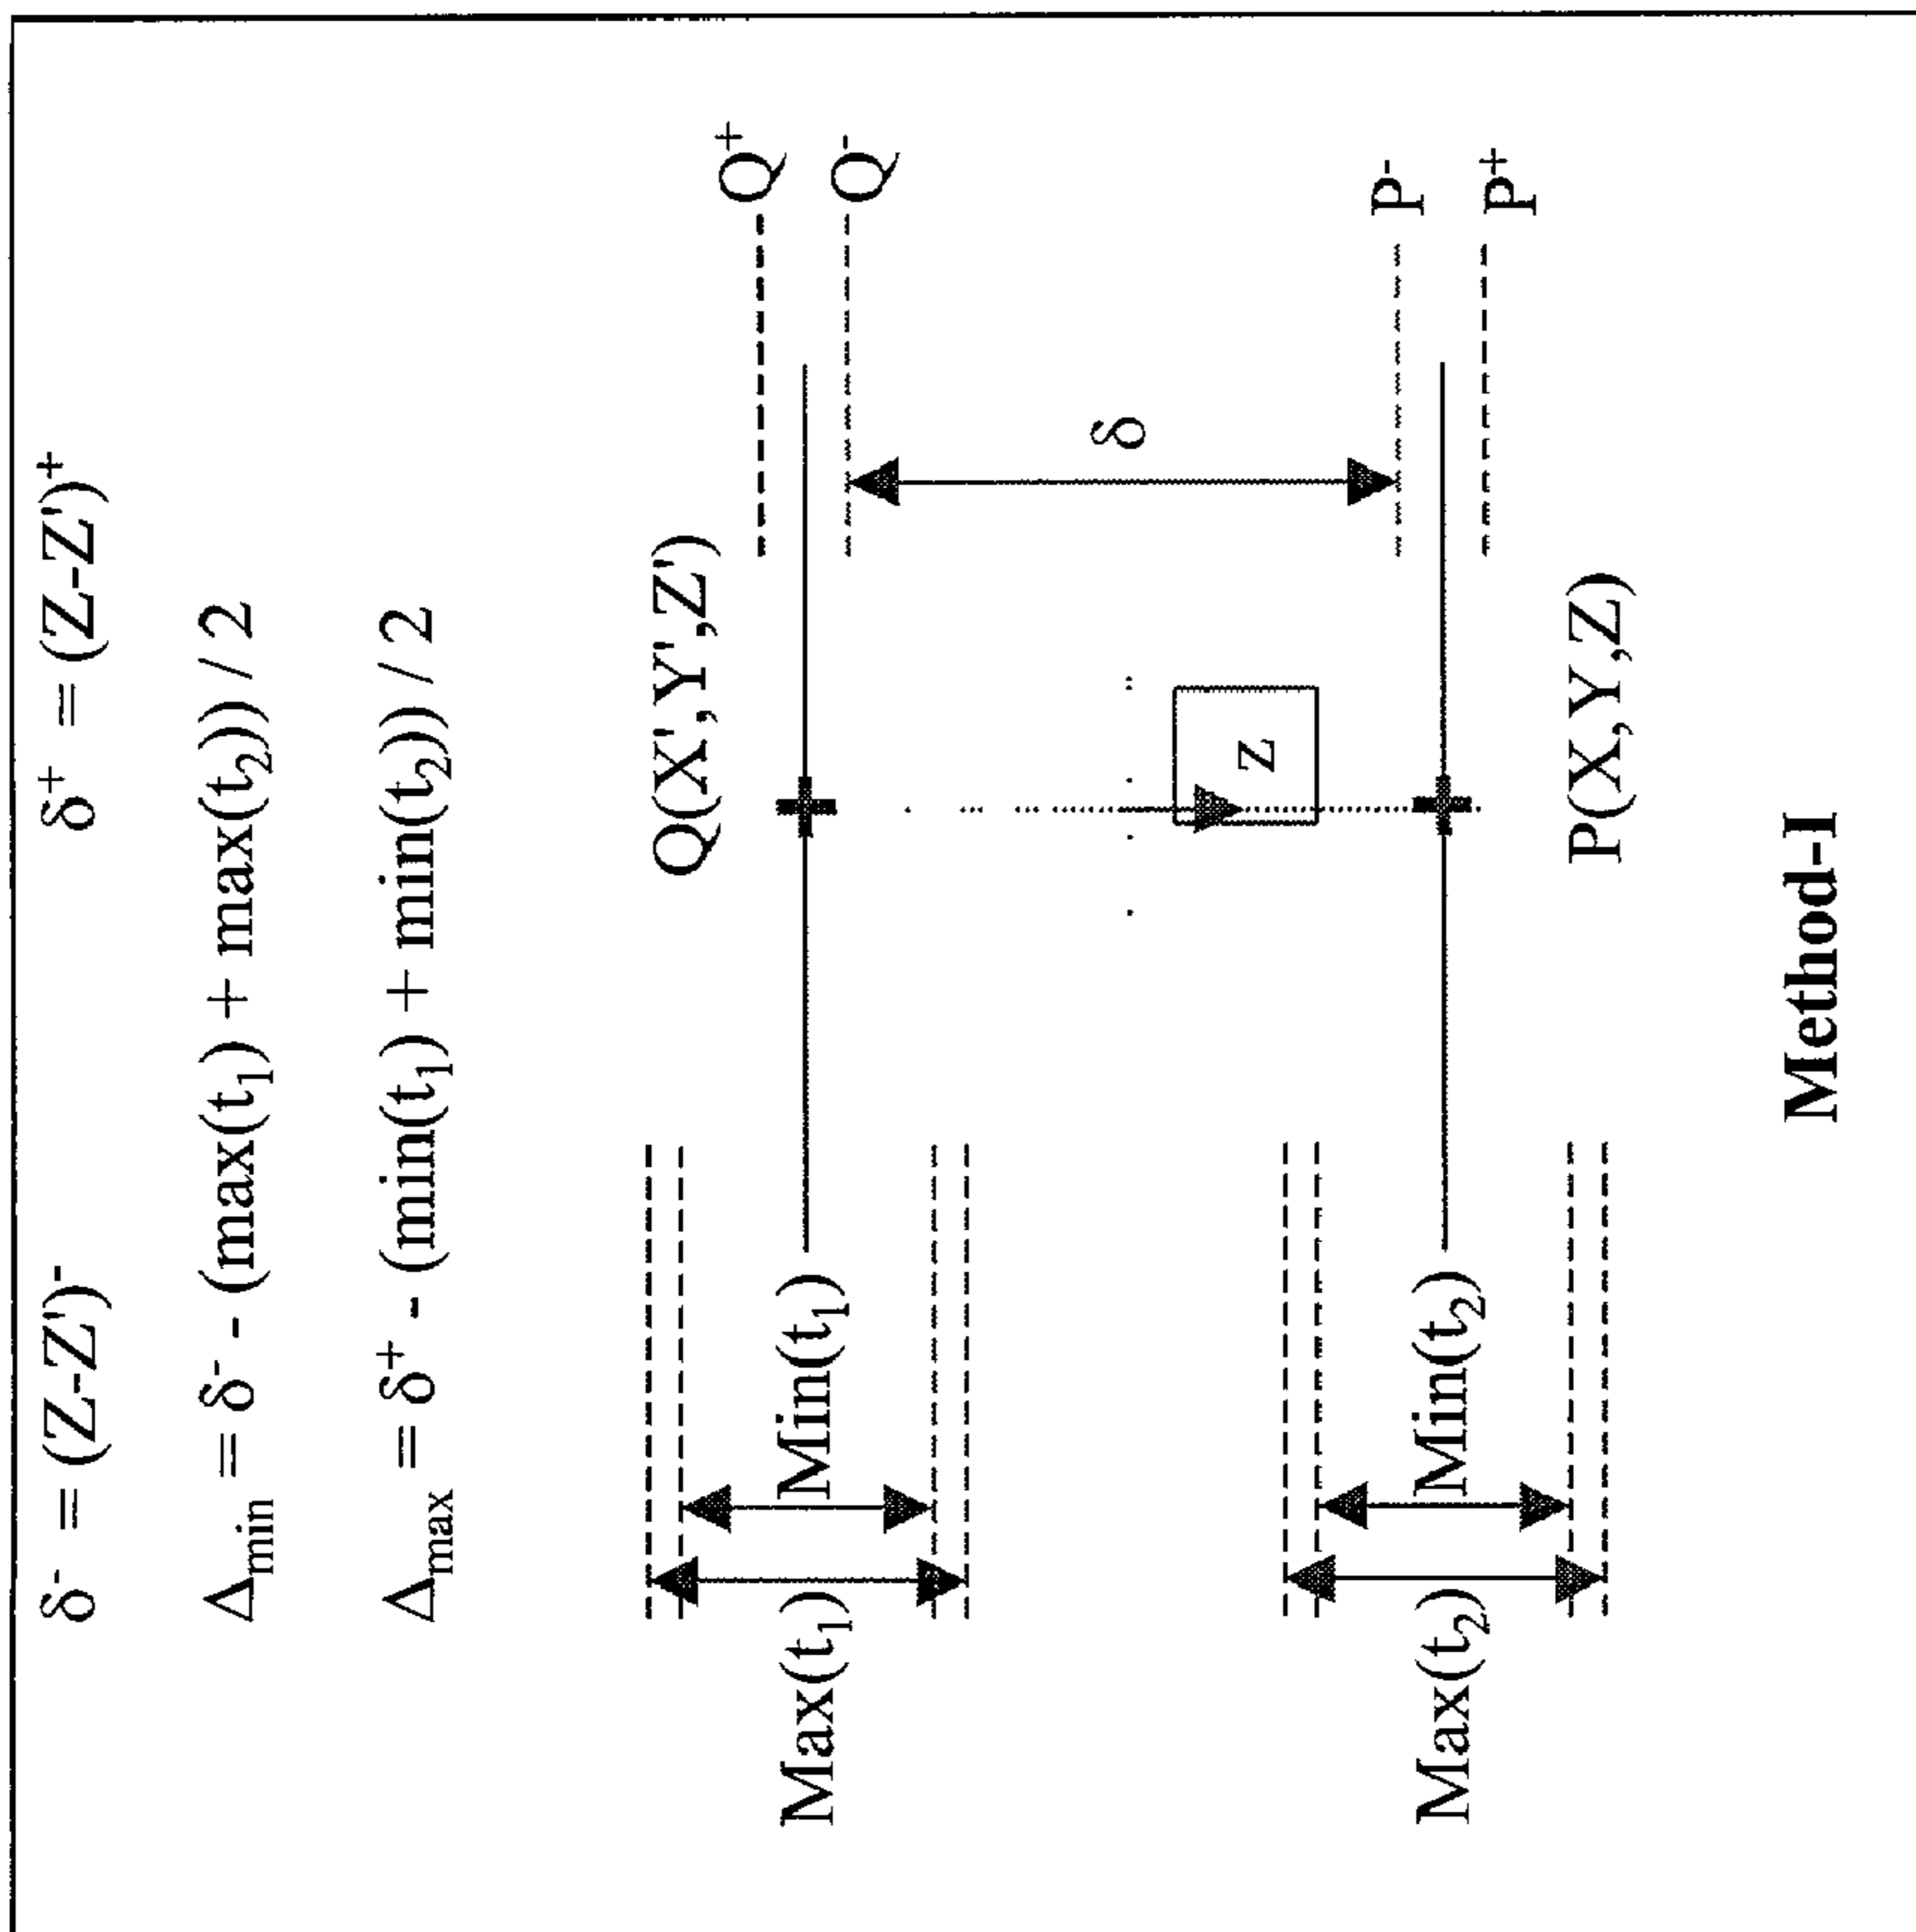 δ⁻ = (Z-Z')⁻ δ⁺ = (Z-Z')⁺
Δmin = δ⁻ - (max(t₁) + max(t₂)) / 2
Δmax = δ⁺ - (min(t₁) + min(t₂)) / 2
Q(X',Y',Z')
Q⁺
Max(t₁) Min(t₁)
Q⁻
δ
z
P⁻
Max(t₂) Min(t₂)
P⁺
P(X,Y,Z)
Method-I